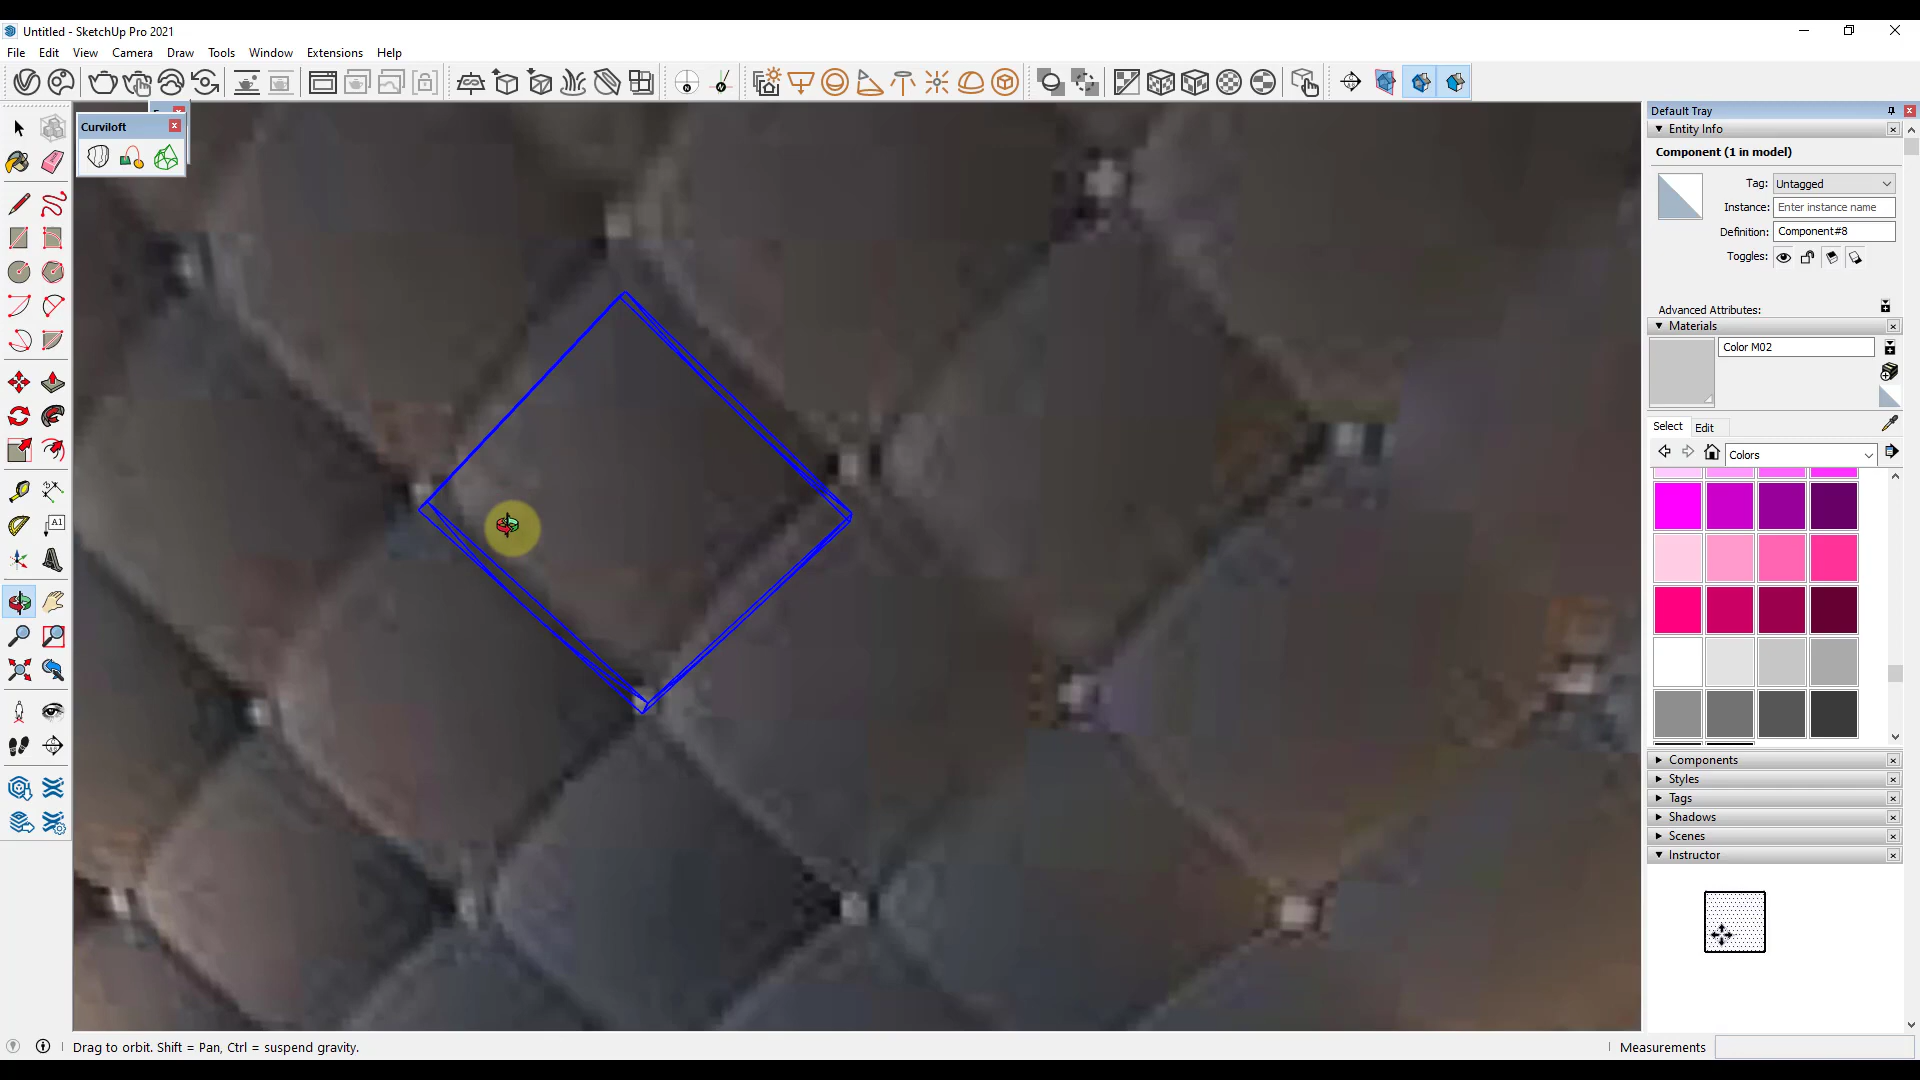 Untitled - SketchUp Pro 2021
File Edit View Camera Draw Tools Window Extensions Help
Default Tray
Curviloft
Entity Info
Component (1 in model)
Tag: Untagged
Instance: Enter instance name
Definition: Component#8
Toggles:
Advanced Attributes:
Materials
Color M02
Select Edit
Colors
A1
Components
Styles
Tags
Shadows
Scenes
Instructor
Drag to orbit. Shift = Pan, Ctrl = suspend gravity.
Measurements